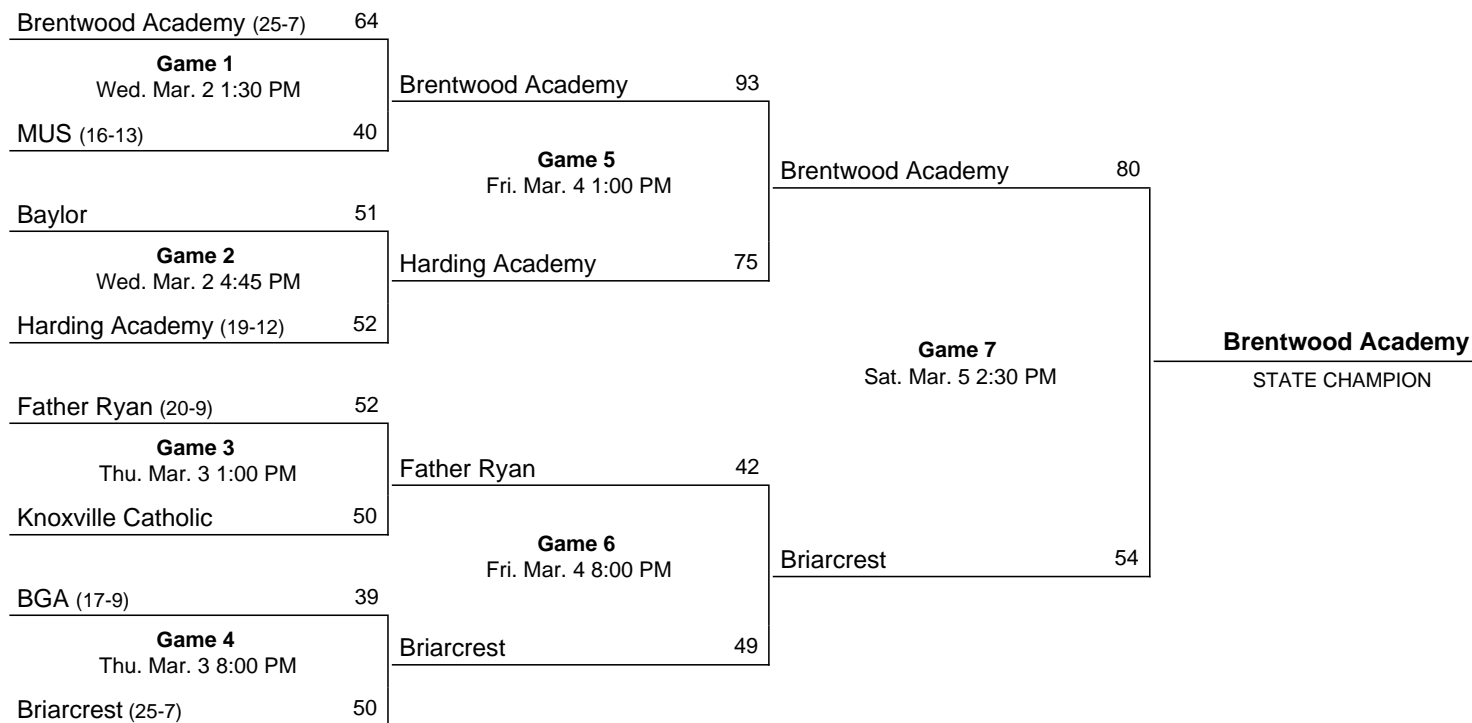 Brentwood Academy (25-7) 64
Game 1
Wed. Mar. 2 1:30 PM
MUS (16-13) 40
Baylor 51
Game 2
Wed. Mar. 2 4:45 PM
Harding Academy (19-12) 52
Father Ryan (20-9) 52
Game 3
Thu. Mar. 3 1:00 PM
Knoxville Catholic 50
BGA (17-9) 39
Game 4
Thu. Mar. 3 8:00 PM
Briarcrest (25-7) 50
Brentwood Academy 93
Game 5
Fri. Mar. 4 1:00 PM
Harding Academy 75
Father Ryan 42
Game 6
Fri. Mar. 4 8:00 PM
Briarcrest 49
Brentwood Academy 80
Game 7
Sat. Mar. 5 2:30 PM
Briarcrest 54
Brentwood Academy
STATE CHAMPION